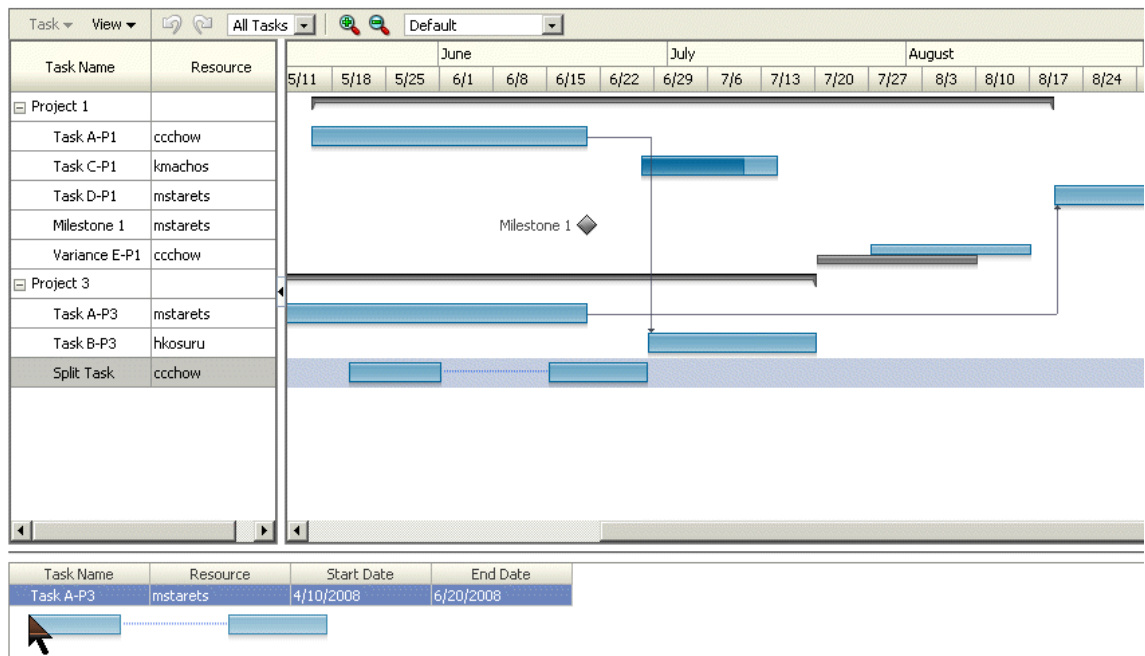 Task View All Tasks Default
June July August
Task Name Resource
5/11 5/18 5/25 6/1 6/8 6/15 6/22 6/29 7/6 7/13 7/20 7/27 8/3 8/10 8/17 8/24
Project 1
Task A-P1 ccchow
Task C-P1 kmachos
Task D-P1 mstarets
Milestone 1 mstarets Milestone 1
Variance E-P1 ccchow
Project 3
Task A-P3 mstarets
Task B-P3 hkosuru
Split Task ccchow
Task Name Resource Start Date End Date
Task A-P3 mstarets 4/10/2008 6/20/2008